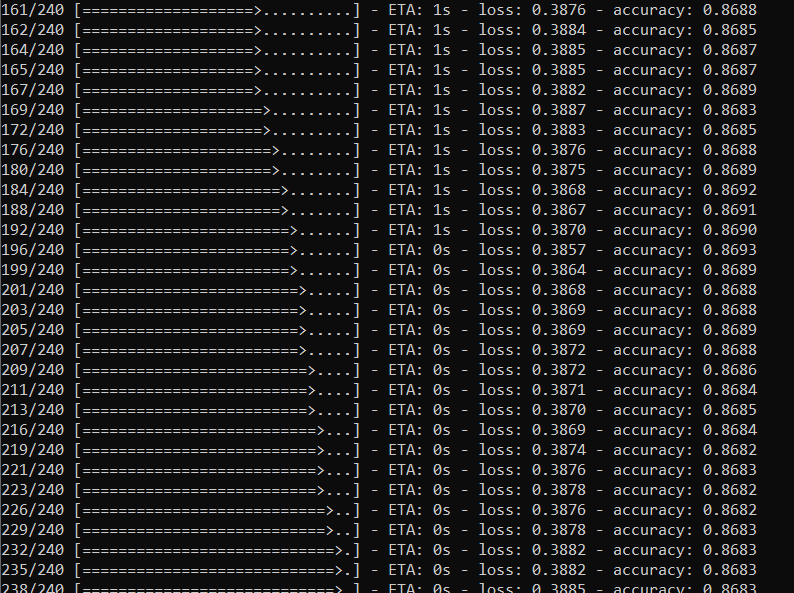 161/240 [===================>..........] - ETA: 1s - loss: 0.3876 - accuracy: 0.8688
162/240 [===================>..........] - ETA: 1s - loss: 0.3884 - accuracy: 0.8685
164/240 [===================>..........] - ETA: 1s - loss: 0.3885 - accuracy: 0.8687
165/240 [===================>..........] - ETA: 1s - loss: 0.3885 - accuracy: 0.8687
167/240 [===================>..........] - ETA: 1s - loss: 0.3882 - accuracy: 0.8689
169/240 [====================>.........] - ETA: 1s - loss: 0.3887 - accuracy: 0.8683
172/240 [====================>.........] - ETA: 1s - loss: 0.3883 - accuracy: 0.8685
176/240 [=====================>........] - ETA: 1s - loss: 0.3876 - accuracy: 0.8688
180/240 [=====================>........] - ETA: 1s - loss: 0.3875 - accuracy: 0.8689
184/240 [======================>.......] - ETA: 1s - loss: 0.3868 - accuracy: 0.8692
188/240 [======================>.......] - ETA: 1s - loss: 0.3867 - accuracy: 0.8691
192/240 [=======================>......] - ETA: 1s - loss: 0.3870 - accuracy: 0.8690
196/240 [=======================>......] - ETA: 0s - loss: 0.3857 - accuracy: 0.8693
199/240 [=======================>......] - ETA: 0s - loss: 0.3864 - accuracy: 0.8689
201/240 [========================>.....] - ETA: 0s - loss: 0.3868 - accuracy: 0.8688
203/240 [========================>.....] - ETA: 0s - loss: 0.3869 - accuracy: 0.8688
205/240 [========================>.....] - ETA: 0s - loss: 0.3869 - accuracy: 0.8689
207/240 [========================>.....] - ETA: 0s - loss: 0.3872 - accuracy: 0.8688
209/240 [=========================>....] - ETA: 0s - loss: 0.3872 - accuracy: 0.8686
211/240 [=========================>....] - ETA: 0s - loss: 0.3871 - accuracy: 0.8684
213/240 [=========================>....] - ETA: 0s - loss: 0.3870 - accuracy: 0.8685
216/240 [==========================>...] - ETA: 0s - loss: 0.3869 - accuracy: 0.8684
219/240 [==========================>...] - ETA: 0s - loss: 0.3874 - accuracy: 0.8682
221/240 [==========================>...] - ETA: 0s - loss: 0.3876 - accuracy: 0.8683
223/240 [==========================>...] - ETA: 0s - loss: 0.3878 - accuracy: 0.8682
226/240 [===========================>..] - ETA: 0s - loss: 0.3876 - accuracy: 0.8682
229/240 [===========================>..] - ETA: 0s - loss: 0.3878 - accuracy: 0.8683
232/240 [============================>.] - ETA: 0s - loss: 0.3882 - accuracy: 0.8683
235/240 [============================>.] - ETA: 0s - loss: 0.3882 - accuracy: 0.8683
238/240 [============================>.] - ETA: 0s - loss: 0.3885 - accuracy: 0.8683